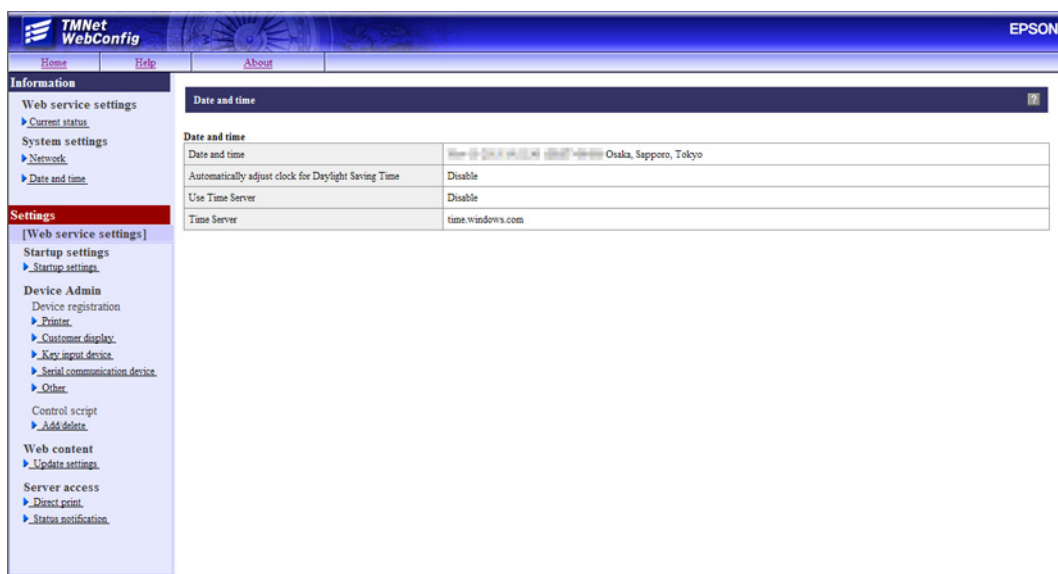 TMNet
WebConfig
EPSON
Home Help About
Information
Web service settings
Current status
System settings
Network
Date and time
Settings
[Web service settings]
Startup settings
Startup settings
Device Admin
Device registration
Printer
Customer display
Key input device
Serial communication device
Other
Control script
Add/delete
Web content
Update settings
Server access
Direct print
Status notification
Date and time ?
Date and time
Date and time Osaka, Sapporo, Tokyo
Automatically adjust clock for Daylight Saving Time Disable
Use Time Server Disable
Time Server time.windows.com